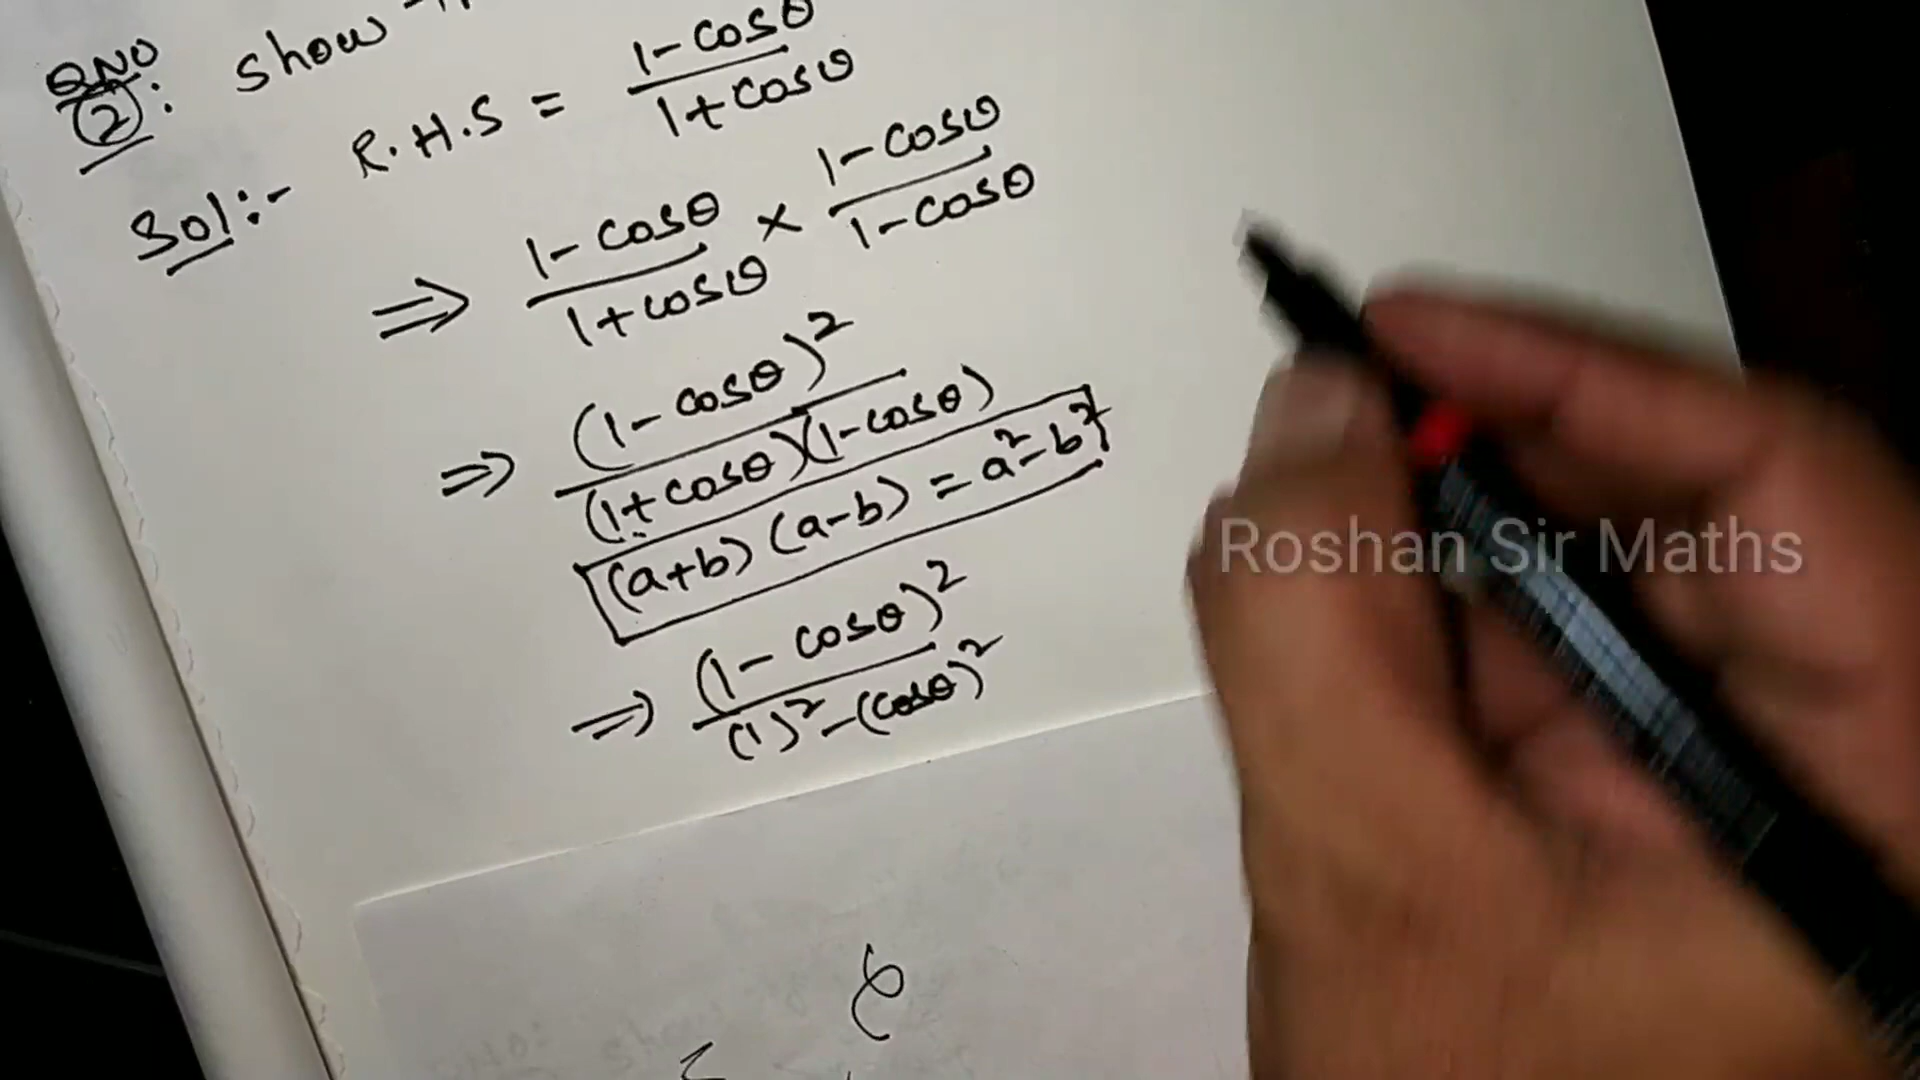 QNO
②: show
R.H.S = 1-cosθ / 1+cosθ
Sol:-
⇒ 1-cosθ / 1+cosθ × 1-cosθ / 1-cosθ
⇒ (1-cosθ)² / (1+cosθ)(1-cosθ)
(a+b) (a-b) = a²-b²
⇒ (1-cosθ)² / (1)²-(cosθ)²
Roshan Sir Maths